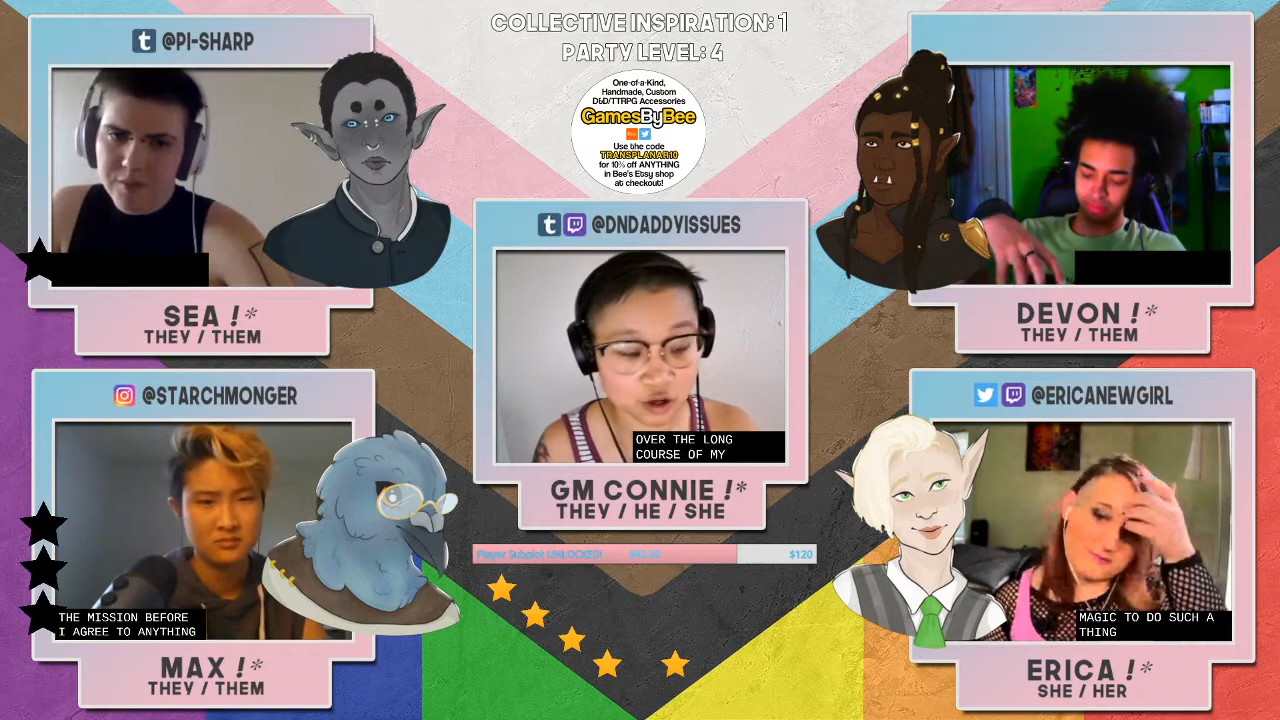 COLLECTIVE INSPIRATION: 1
PARTY LEVEL: 4
One-of-a-Kind,
Handmade, Custom
D&D/TTRPG Accessories
GamesByBee
Use the code
TRANSPLANAR10
for 10% off ANYTHING
in Bee's Etsy shop
at checkout!
t @PI-SHARP
SEA !*
THEY / THEM
t @DNDADDYISSUES
OVER THE LONG
COURSE OF MY
GM CONNIE !*
THEY / HE / SHE
DEVON !*
THEY / THEM
@STARCHMONGER
THE MISSION BEFORE
I AGREE TO ANYTHING
MAX !*
THEY / THEM
@ERICANEWGIRL
MAGIC TO DO SUCH A
THING
ERICA !*
SHE / HER
Player Subplot UNLOCKED! $120